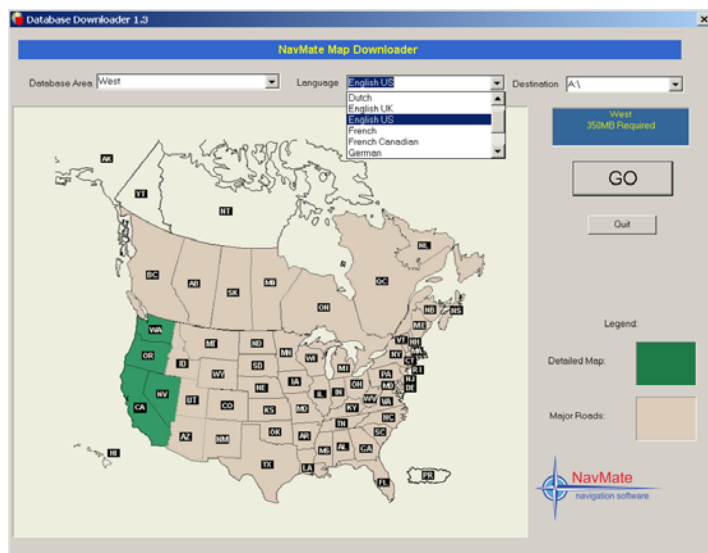 Database Downloader 1.3
NavMate Map Downloader
Database Area West
Language English US
Destination A:\
Dutch
English UK
English US
French
French Canadian
German
West
350MB Required
GO
Quit
AK
YT
NT
NL
BC
AB
SK
MB
ON
QC
NB
NS
WA
OR
CA
NV
ID
MT
WY
UT
AZ
CO
NM
ND
SD
NE
KS
OK
TX
MN
IA
MO
AR
LA
WI
IL
MI
IN
OH
KY
TN
MS
AL
GA
FL
SC
NC
VA
WV
PA
NY
VT
NH
ME
MA
CT
RI
NJ
DE
MD
HI
PR
Legend:
Detailed Map:
Major Roads:
NavMate
navigation software